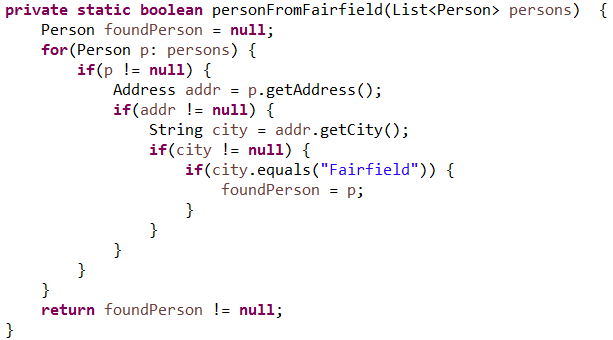 private static boolean personFromFairfield(List<Person> persons)  {
    Person foundPerson = null;
    for(Person p: persons) {
        if(p != null) {
            Address addr = p.getAddress();
            if(addr != null) {
                String city = addr.getCity();
                if(city != null) {
                    if(city.equals("Fairfield")) {
                        foundPerson = p;
                    }
                }
            }
        }
    }
    return foundPerson != null;
}